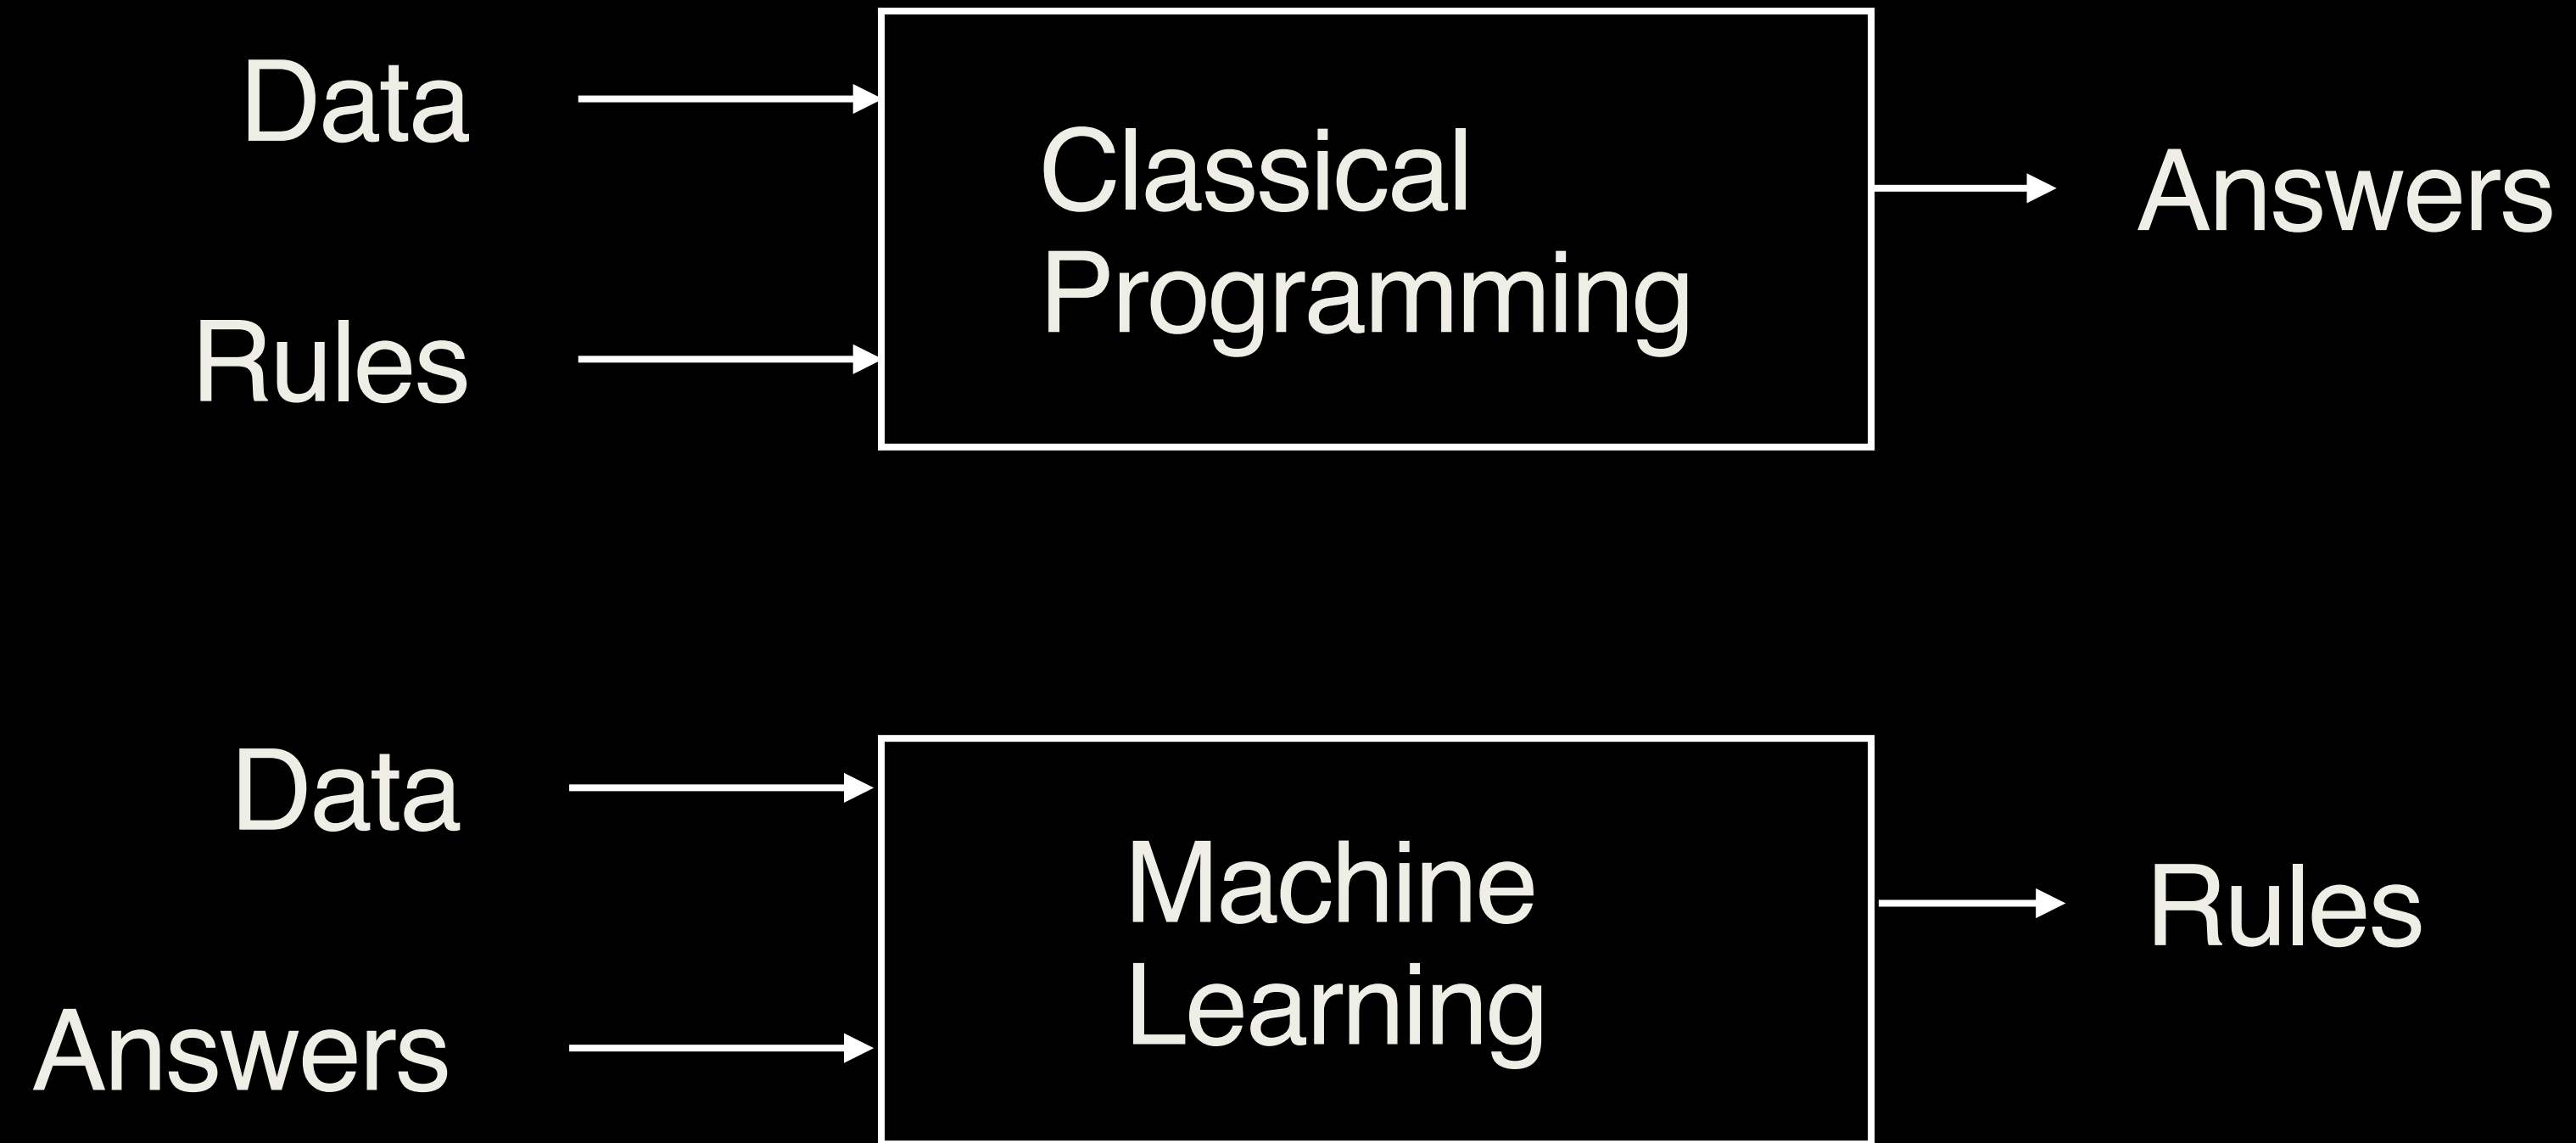 Data
Rules
Classical
Programming
Answers
Data
Answers
Machine
Learning
Rules